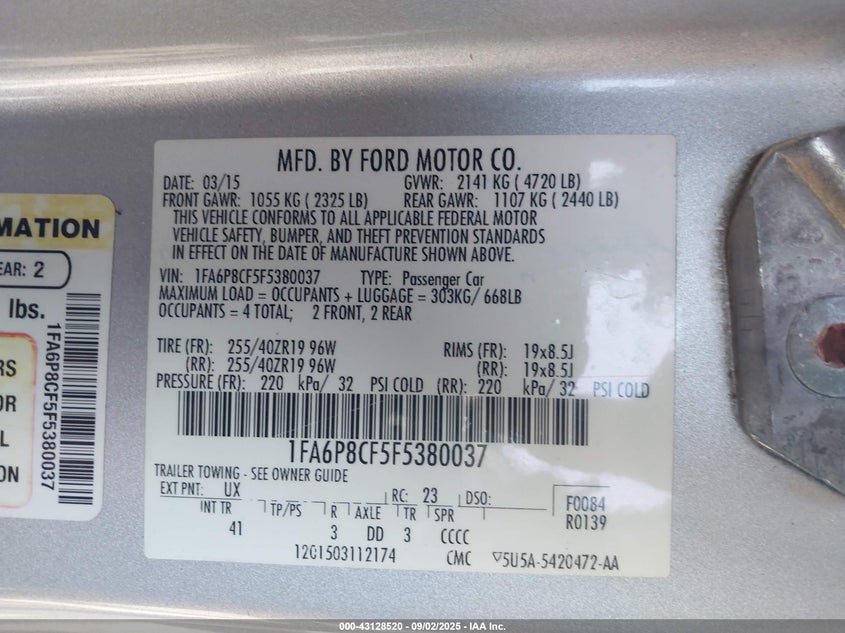 MATION
EAR: 2
lbs.
RS
OR
L
ON
1FA6P8CF5F5380037
MFD. BY FORD MOTOR CO.
DATE: 03/15 GVWR: 2141 KG ( 4720 LB)
FRONT GAWR: 1055 KG ( 2325 LB) REAR GAWR: 1107 KG ( 2440 LB)
THIS VEHICLE CONFORMS TO ALL APPLICABLE FEDERAL MOTOR
VEHICLE SAFETY, BUMPER, AND THEFT PREVENTION STANDARDS
IN EFFECT ON THE DATE OF MANUFACTURE SHOWN ABOVE.
VIN: 1FA6P8CF5F5380037 TYPE: Passenger Car
MAXIMUM LOAD = OCCUPANTS + LUGGAGE = 303KG/ 668LB
OCCUPANTS = 4 TOTAL; 2 FRONT, 2 REAR
TIRE (FR): 255/40ZR19 96W RIMS (FR): 19x8.5J
(RR): 255/40ZR19 96W (RR): 19x8.5J
PRESSURE (FR): 220 kPa/ 32 PSI COLD (RR): 220 kPa/ 32 PSI COLD
1FA6P8CF5F5380037
TRAILER TOWING - SEE OWNER GUIDE
EXT PNT: UX RC: 23 DSO: F0084
INT TR TP/PS R AXLE TR SPR R0139
41 3 DD 3 CCCC
12G1503112174 CMC ▽5U5A-5420472-AA
000-43128520 - 09/02/2025 - IAA Inc.